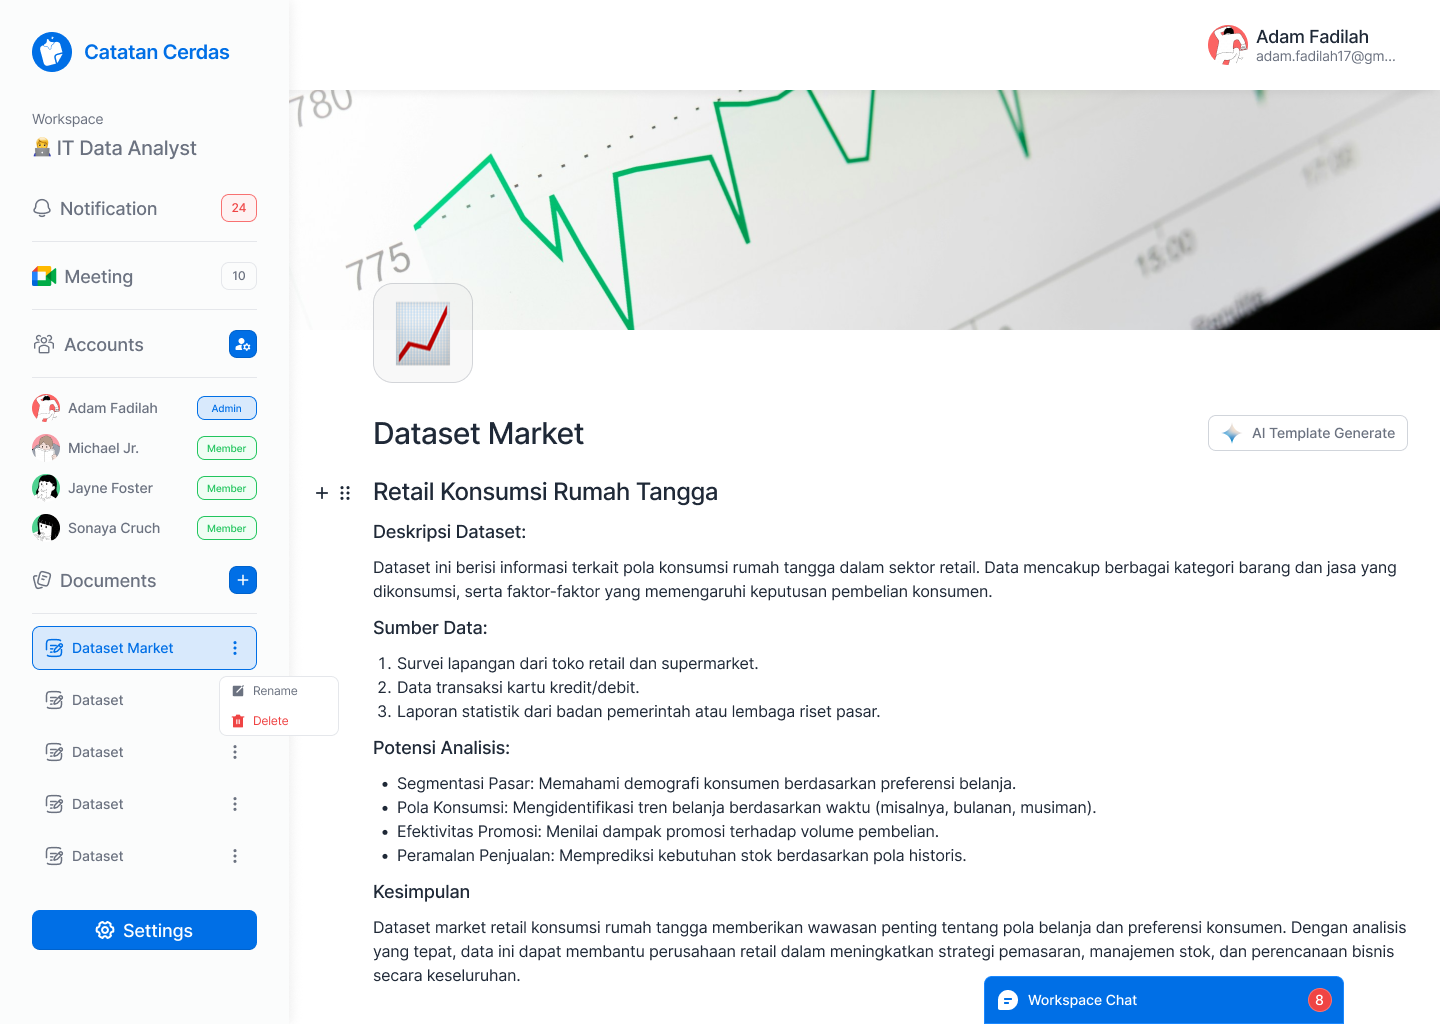 Catatan Cerdas
Adam Fadilah
adam.fadilah17@gm...
Workspace
IT Data Analyst
Notification
24
Meeting
10
Accounts
Adam Fadilah
Admin
Michael Jr.
Member
Jayne Foster
Member
Sonaya Cruch
Member
Documents
Dataset Market
Rename
Delete
Dataset
Dataset
Dataset
Dataset
Settings
780
775
15:00
17:00
Dataset Market
AI Template Generate
Retail Konsumsi Rumah Tangga
Deskripsi Dataset:
Dataset ini berisi informasi terkait pola konsumsi rumah tangga dalam sektor retail. Data mencakup berbagai kategori barang dan jasa yang
dikonsumsi, serta faktor-faktor yang memengaruhi keputusan pembelian konsumen.
Sumber Data:
1. Survei lapangan dari toko retail dan supermarket.
2. Data transaksi kartu kredit/debit.
3. Laporan statistik dari badan pemerintah atau lembaga riset pasar.
Potensi Analisis:
• Segmentasi Pasar: Memahami demografi konsumen berdasarkan preferensi belanja.
• Pola Konsumsi: Mengidentifikasi tren belanja berdasarkan waktu (misalnya, bulanan, musiman).
• Efektivitas Promosi: Menilai dampak promosi terhadap volume pembelian.
• Peramalan Penjualan: Memprediksi kebutuhan stok berdasarkan pola historis.
Kesimpulan
Dataset market retail konsumsi rumah tangga memberikan wawasan penting tentang pola belanja dan preferensi konsumen. Dengan analisis
yang tepat, data ini dapat membantu perusahaan retail dalam meningkatkan strategi pemasaran, manajemen stok, dan perencanaan bisnis
secara keseluruhan.
Workspace Chat
8